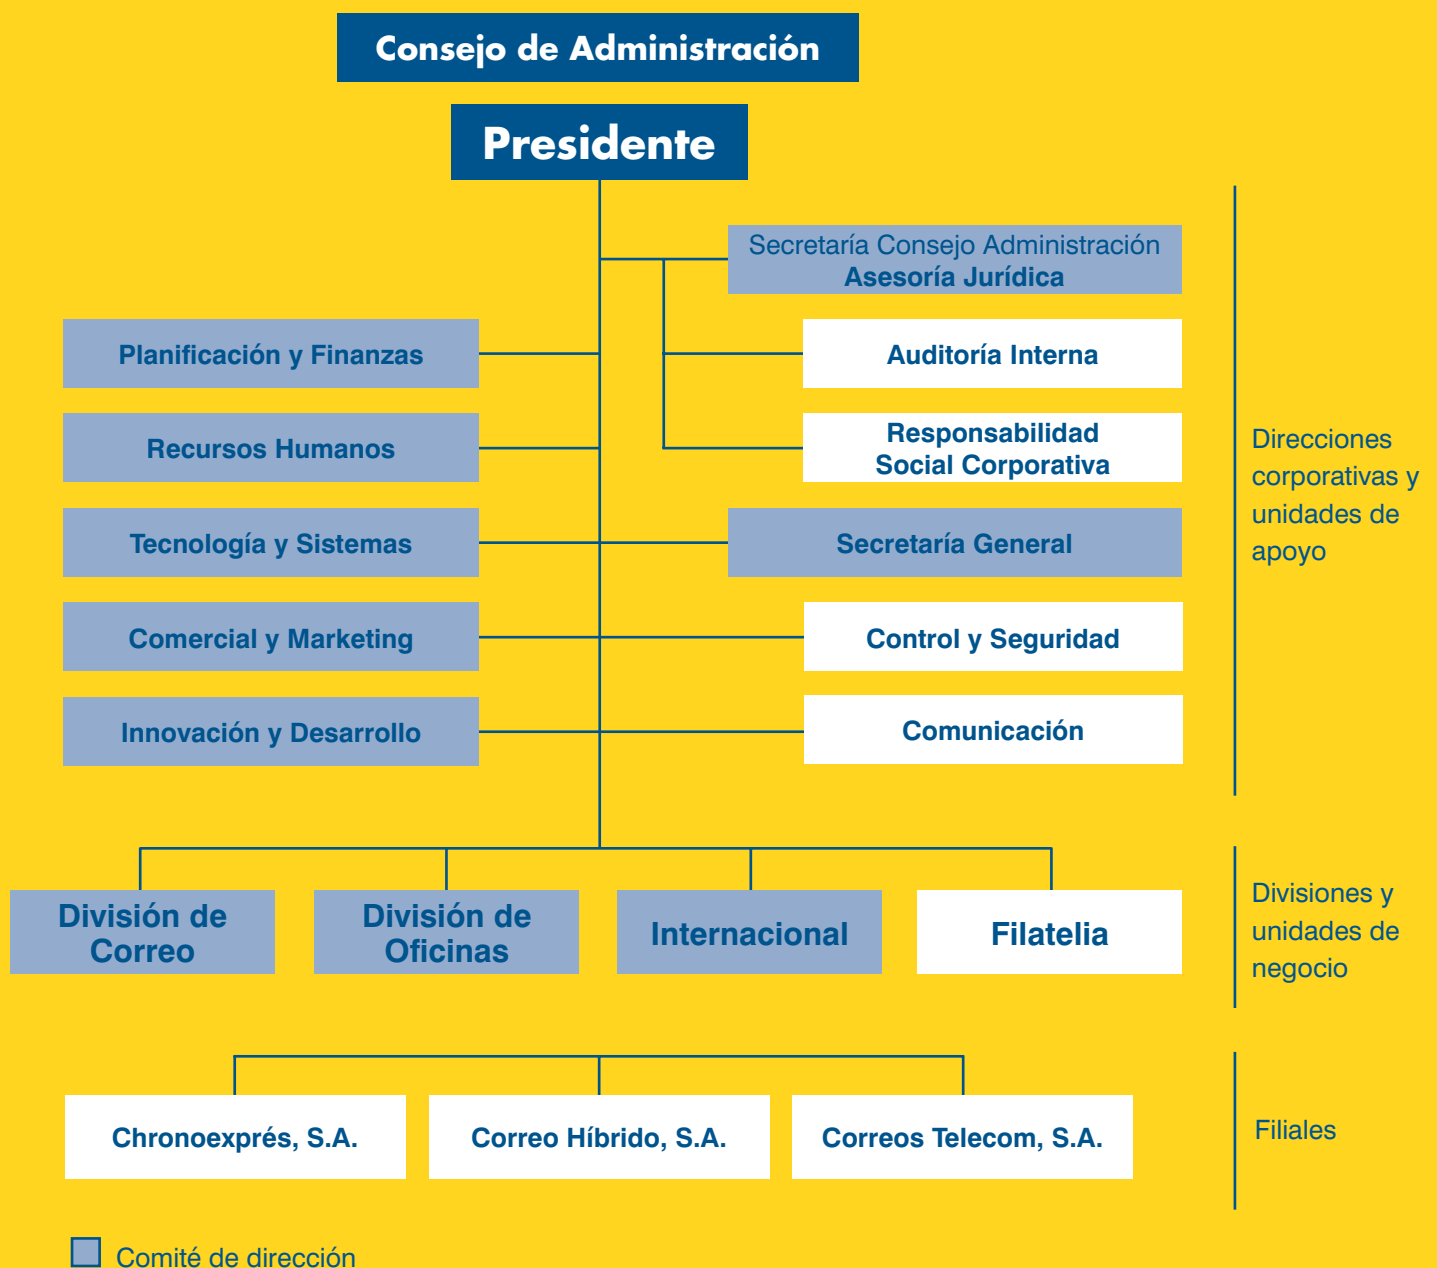 Consejo de Administración
Presidente
Secretaría Consejo Administración
Asesoría Jurídica
Planificación y Finanzas
Auditoría Interna
Recursos Humanos
Responsabilidad
Social Corporativa
Tecnología y Sistemas
Secretaría General
Comercial y Marketing
Control y Seguridad
Innovación y Desarrollo
Comunicación
Direcciones
corporativas y
unidades de
apoyo
División de
Correo
División de
Oficinas
Internacional
Filatelia
Divisiones y
unidades de
negocio
Chronoexprés, S.A.
Correo Híbrido, S.A.
Correos Telecom, S.A.
Filiales
Comité de dirección